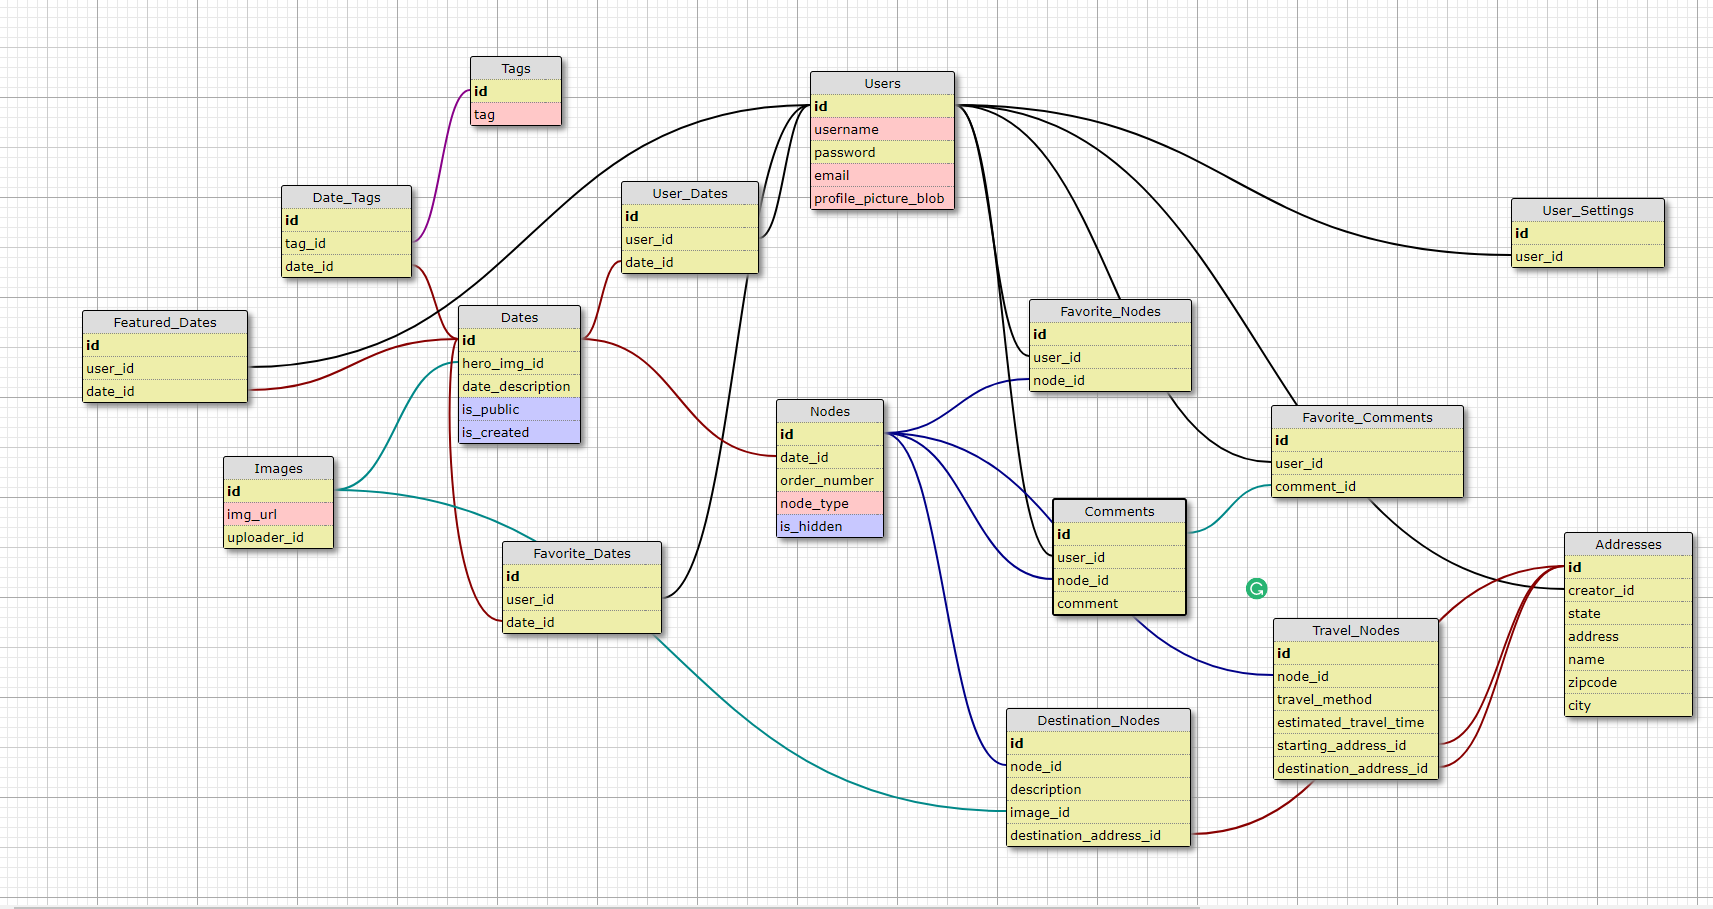 Tags
id
tag
Users
id
username
password
email
profile_picture_blob
Date_Tags
id
tag_id
date_id
User_Dates
id
user_id
date_id
User_Settings
id
user_id
Featured_Dates
id
user_id
date_id
Dates
id
hero_img_id
date_description
is_public
is_created
Favorite_Nodes
id
user_id
node_id
Nodes
id
date_id
order_number
node_type
is_hidden
Favorite_Comments
id
user_id
comment_id
Images
id
img_url
uploader_id
Comments
id
user_id
node_id
comment
Favorite_Dates
id
user_id
date_id
Addresses
id
creator_id
state
address
name
zipcode
city
Travel_Nodes
id
node_id
travel_method
estimated_travel_time
starting_address_id
destination_address_id
Destination_Nodes
id
node_id
description
image_id
destination_address_id